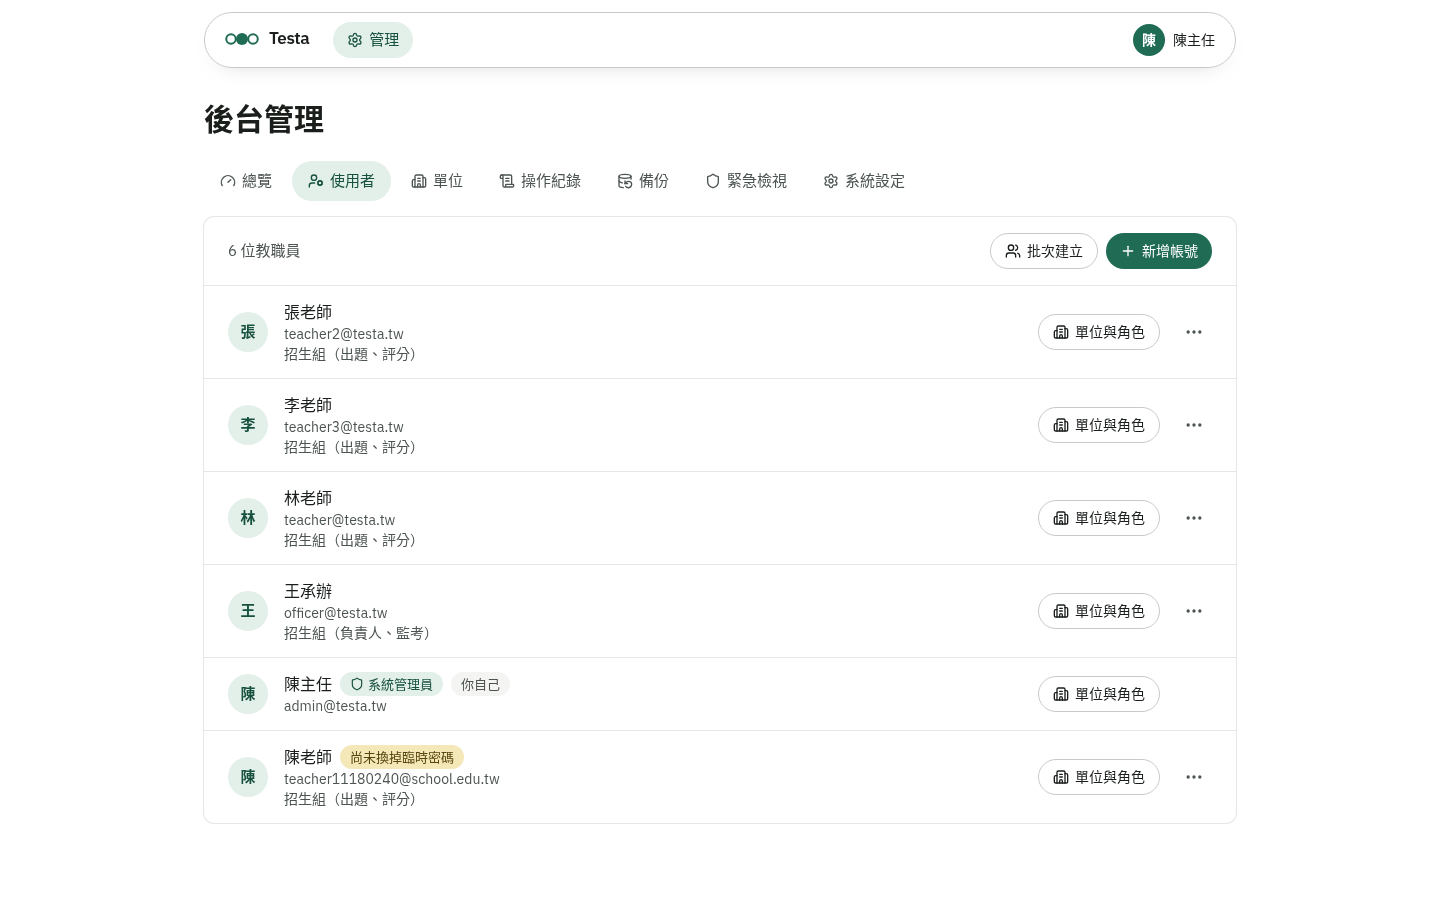 Testa
管理
陳
陳主任
後台管理
總覽
使用者
單位
操作紀錄
備份
緊急檢視
系統設定
6 位教職員
批次建立
新增帳號
張
張老師
teacher2@testa.tw
招生組（出題、評分）
單位與角色
李
李老師
teacher3@testa.tw
招生組（出題、評分）
單位與角色
林
林老師
teacher@testa.tw
招生組（出題、評分）
單位與角色
王
王承辦
officer@testa.tw
招生組（負責人、監考）
單位與角色
陳
陳主任 系統管理員 你自己
admin@testa.tw
單位與角色
陳
陳老師 尚未換掉臨時密碼
teacher11180240@school.edu.tw
招生組（出題、評分）
單位與角色